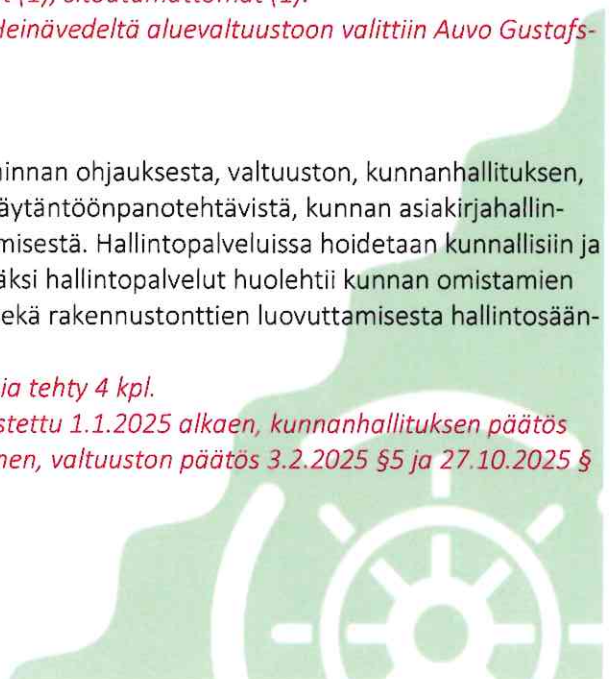 sitoutumattomat (1).
Heinävedeltä aluevaltuustoon valittiin Auvo Gustafs-
innan ohjauksesta, valtuuston, kunnanhallituksen,
äytäntöönpanotehtävistä, kunnan asiakirjahallin-
misesta. Hallintopalveluissa hoidetaan kunnallisiin ja
äksi hallintopalvelut huolehtii kunnan omistamien
ekä rakennustonttien luovuttamisesta hallintosään-
ia tehty 4 kpl.
stettu 1.1.2025 alkaen, kunnanhallituksen päätös
nen, valtuuston päätös 3.2.2025 §5 ja 27.10.2025 §